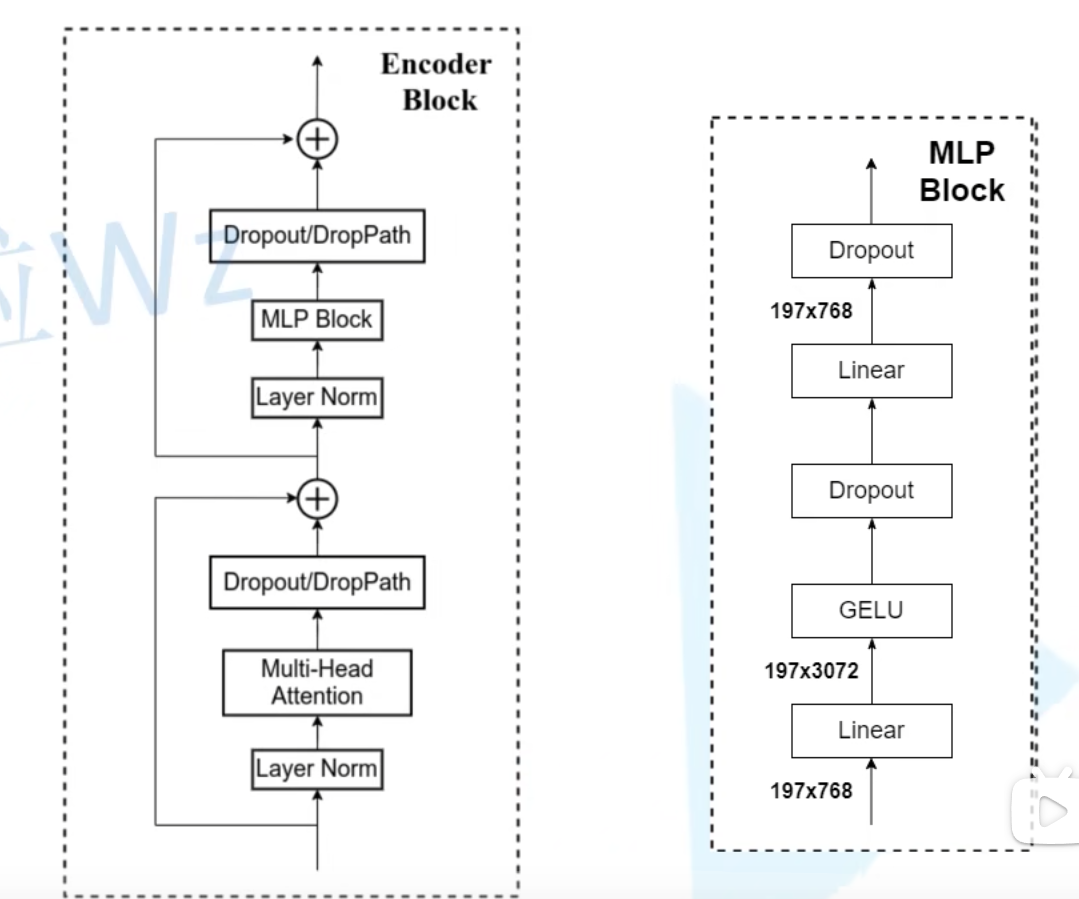 Encoder
Block
Dropout/DropPath
MLP Block
Layer Norm
Dropout/DropPath
Multi-Head
Attention
Layer Norm
MLP
Block
Dropout
197x768
Linear
Dropout
GELU
197x3072
Linear
197x768
Wz